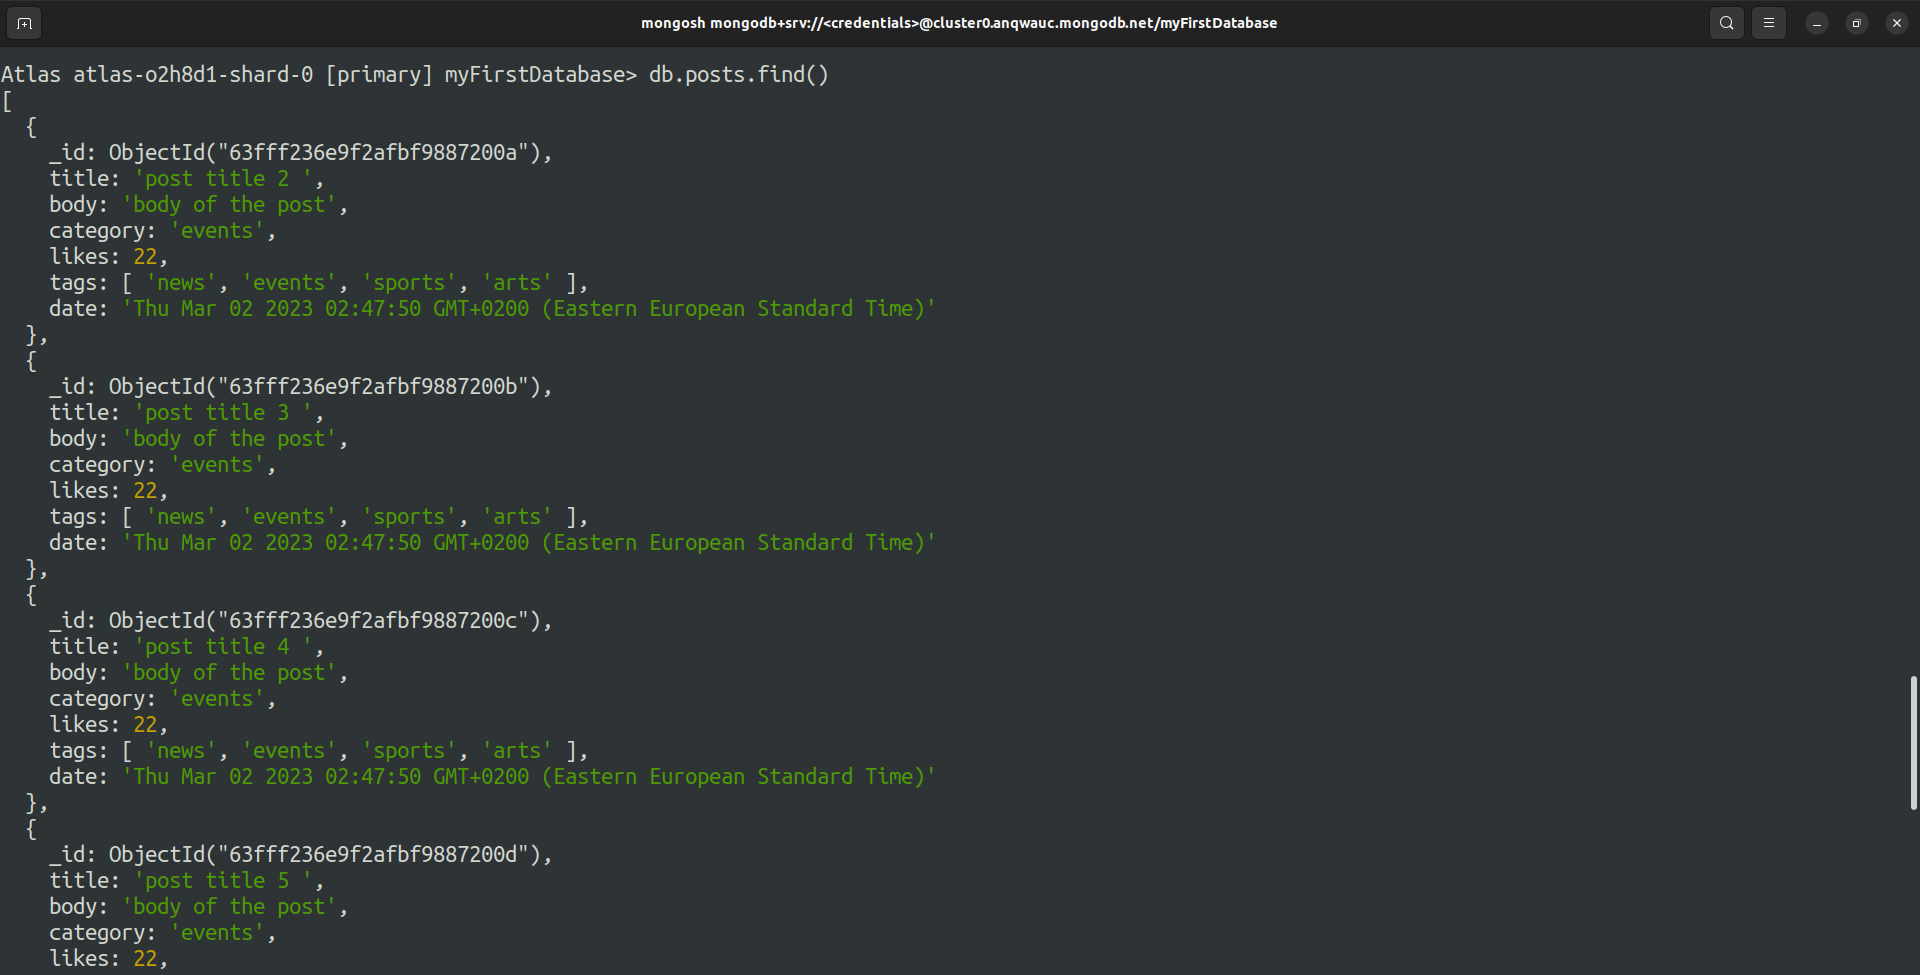 mongosh mongodb+srv://<credentials>@cluster0.anqwauc.mongodb.net/myFirstDatabase
Atlas atlas-o2h8d1-shard-0 [primary] myFirstDatabase> db.posts.find()
[
  {
    _id: ObjectId("63fff236e9f2afbf9887200a"),
    title: 'post title 2 ',
    body: 'body of the post',
    category: 'events',
    likes: 22,
    tags: [ 'news', 'events', 'sports', 'arts' ],
    date: 'Thu Mar 02 2023 02:47:50 GMT+0200 (Eastern European Standard Time)'
  },
  {
    _id: ObjectId("63fff236e9f2afbf9887200b"),
    title: 'post title 3 ',
    body: 'body of the post',
    category: 'events',
    likes: 22,
    tags: [ 'news', 'events', 'sports', 'arts' ],
    date: 'Thu Mar 02 2023 02:47:50 GMT+0200 (Eastern European Standard Time)'
  },
  {
    _id: ObjectId("63fff236e9f2afbf9887200c"),
    title: 'post title 4 ',
    body: 'body of the post',
    category: 'events',
    likes: 22,
    tags: [ 'news', 'events', 'sports', 'arts' ],
    date: 'Thu Mar 02 2023 02:47:50 GMT+0200 (Eastern European Standard Time)'
  },
  {
    _id: ObjectId("63fff236e9f2afbf9887200d"),
    title: 'post title 5 ',
    body: 'body of the post',
    category: 'events',
    likes: 22,